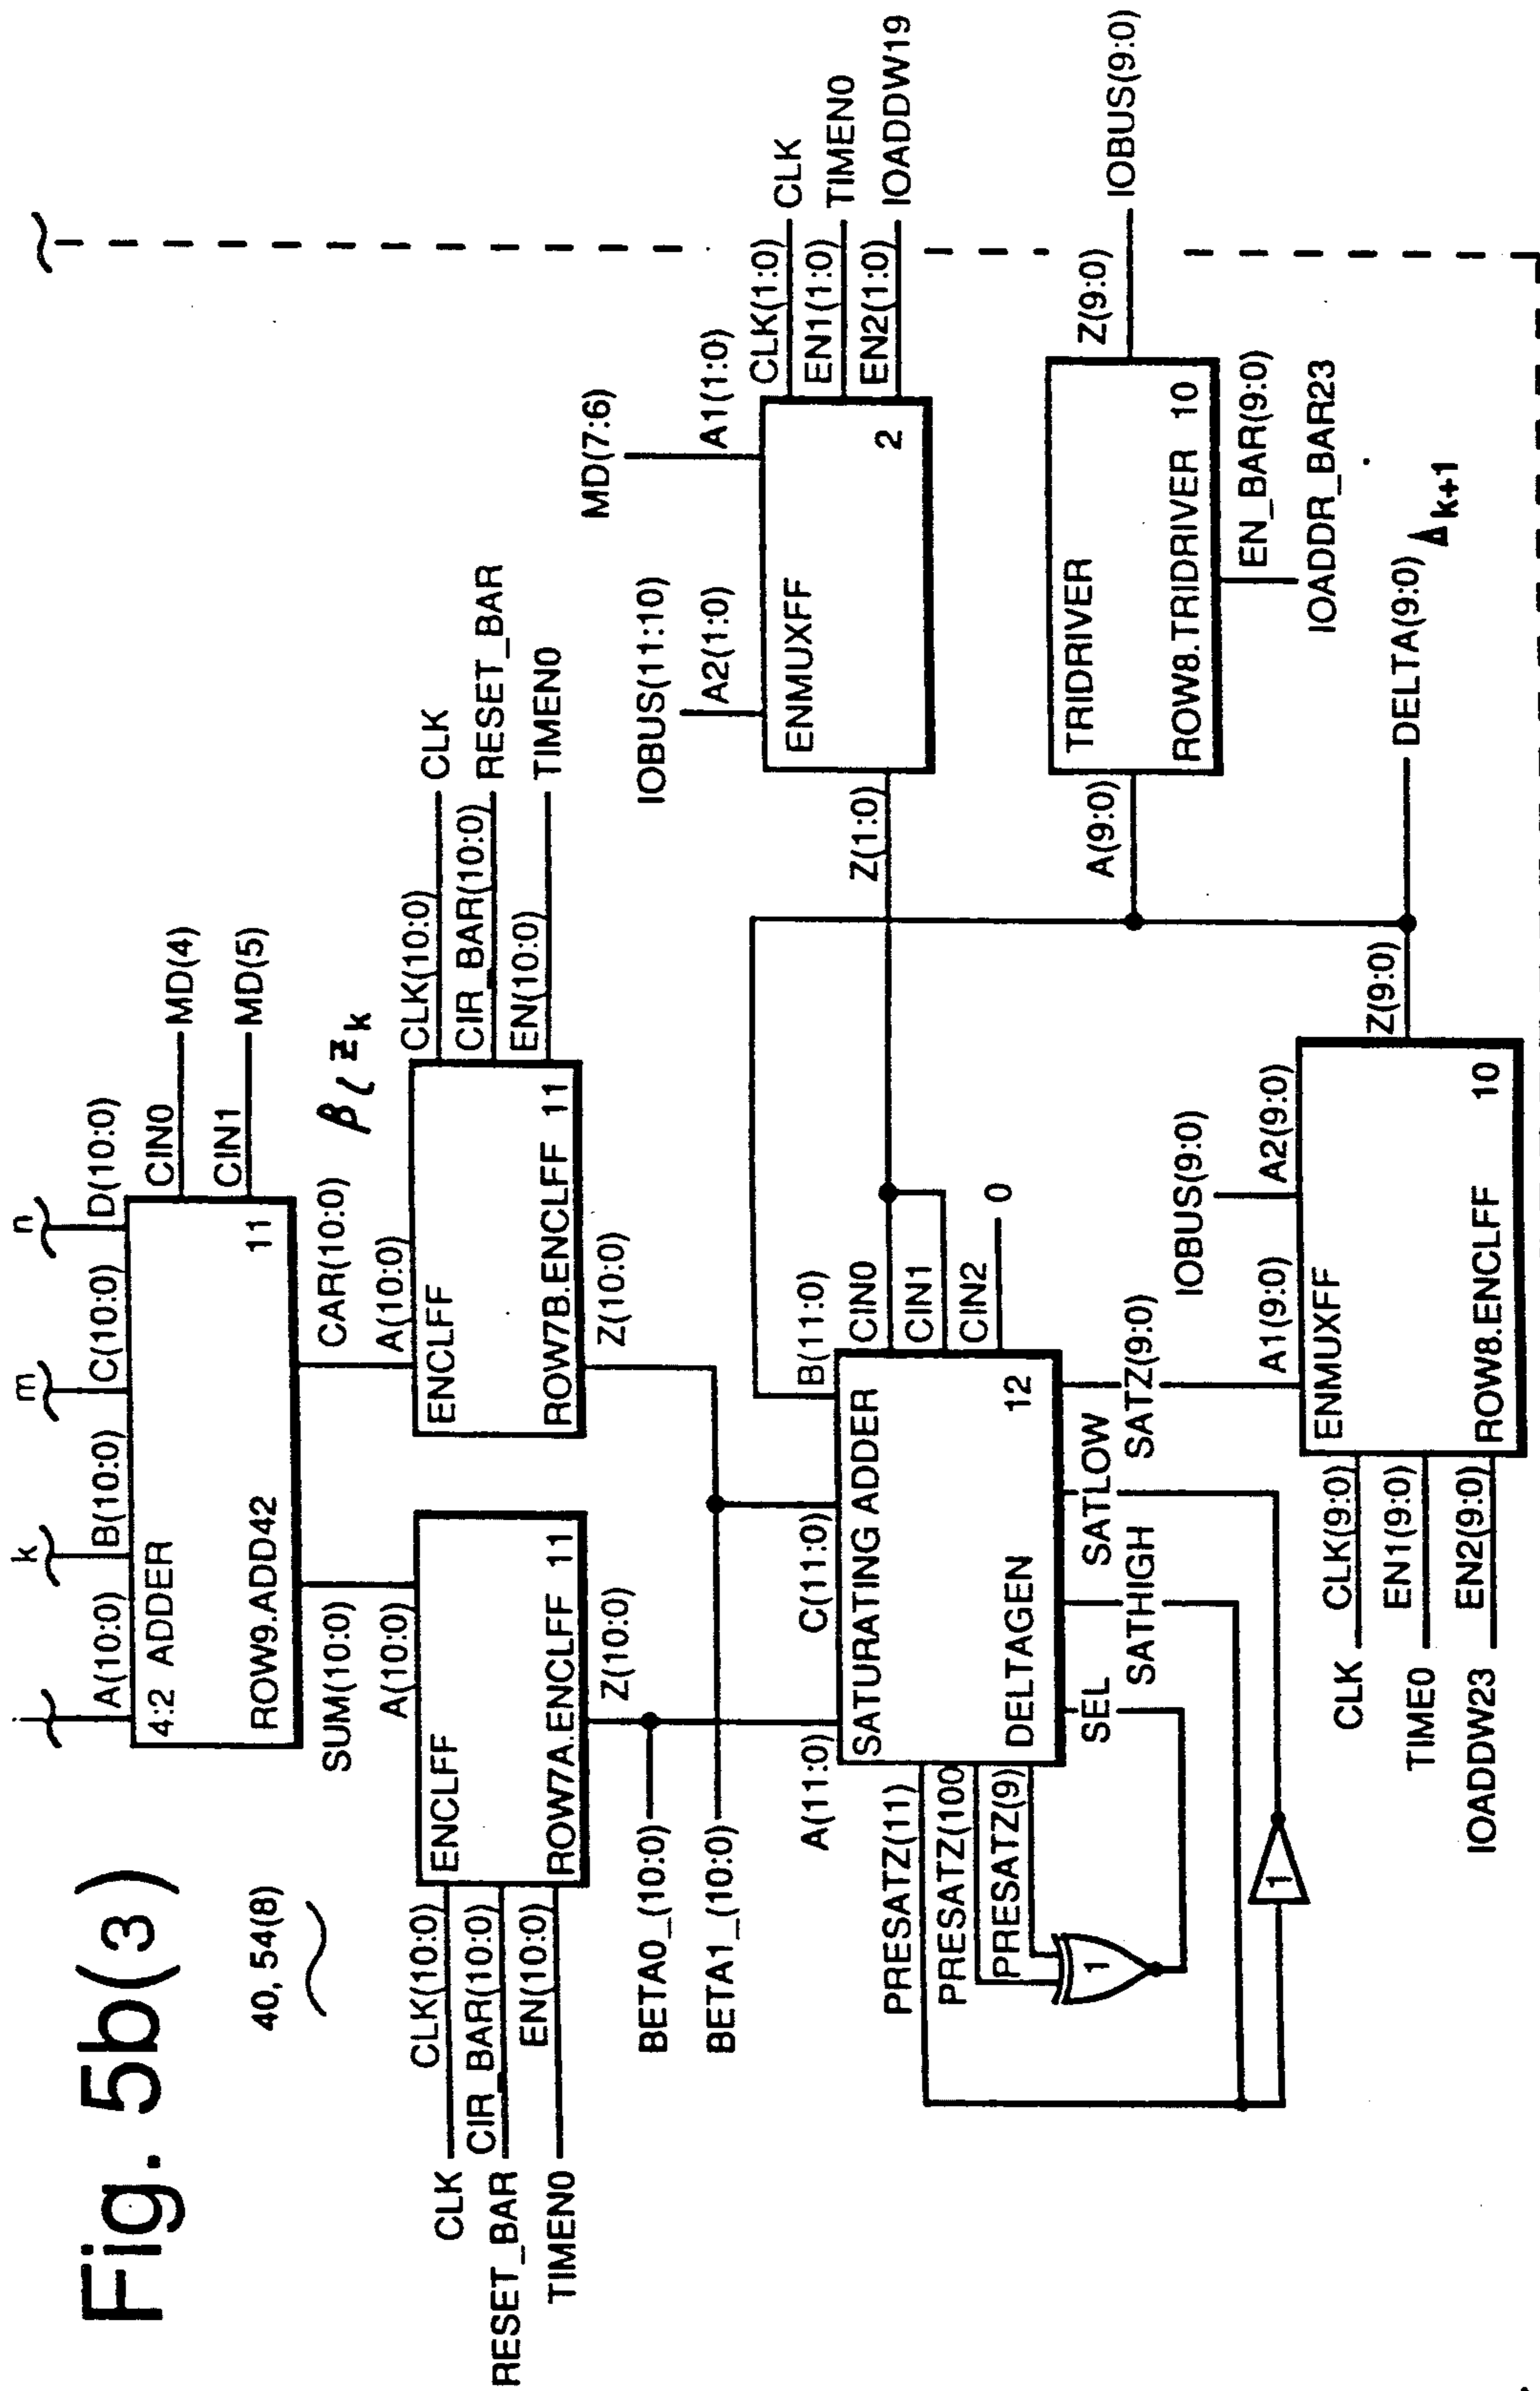 Fig. 5b(3)
40, 54(8)
j
k
m
n
A(10:0)
B(10:0)
C(10:0)
D(10:0)
4:2 ADDER
ROW9.ADD42
11
CIN0
MD(4)
CIN1
MD(5)
SUM(10:0)
CAR(10:0)
β ( z k
A(10:0)
A(10:0)
CLK
CLK(10:0)
RESET_BAR
CIR_BAR(10:0)
TIMEN0
EN(10:0)
ENCLFF
ROW7A.ENCLFF 11
ENCLFF
ROW7B.ENCLFF 11
CLK(10:0)
CLK
CIR_BAR(10:0)
RESET_BAR
EN(10:0)
TIMEN0
Z(10:0)
Z(10:0)
BETA0_(10:0)
BETA1_(10:0)
IOBUS(11:10)
MD(7:6)
A2(1:0)
A1(1:0)
ENMUXFF
2
CLK(1:0)
CLK
EN1(1:0)
TIMEN0
EN2(1:0)
IOADDW19
Z(1:0)
A(11:0)
C(11:0)
B(11:0)
SATURATING ADDER
DELTAGEN
12
CIN0
CIN1
CIN2
0
PRESATZ(11)
PRESATZ(100
PRESATZ(9)
1
1
SEL
SATHIGH
SATLOW
SATZ(9:0)
A(9:0)
TRIDRIVER
ROW8.TRIDRIVER 10
Z(9:0)
IOBUS(9:0)
EN_BAR(9:0)
IOADDR_BAR23
IOBUS(9:0)
A1(9:0)
A2(9:0)
CLK
CLK(9:0)
TIME0
EN1(9:0)
IOADDW23
EN2(9:0)
ENMUXFF
10
ROW8.ENCLFF
Z(9:0)
DELTA(9:0) Δk+1